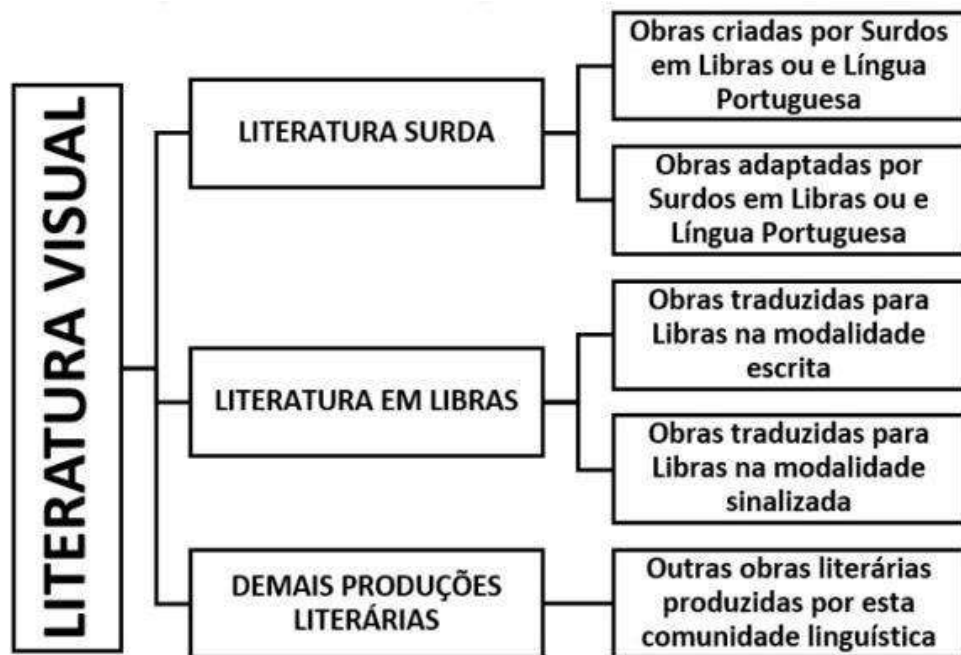 LITERATURA VISUAL
LITERATURA SURDA
Obras criadas por Surdos
em Libras ou e Língua
Portuguesa
Obras adaptadas por
Surdos em Libras ou e
Língua Portuguesa
LITERATURA EM LIBRAS
Obras traduzidas para
Libras na modalidade
escrita
Obras traduzidas para
Libras na modalidade
sinalizada
DEMAIS PRODUÇÕES
LITERÁRIAS
Outras obras literárias
produzidas por esta
comunidade linguística